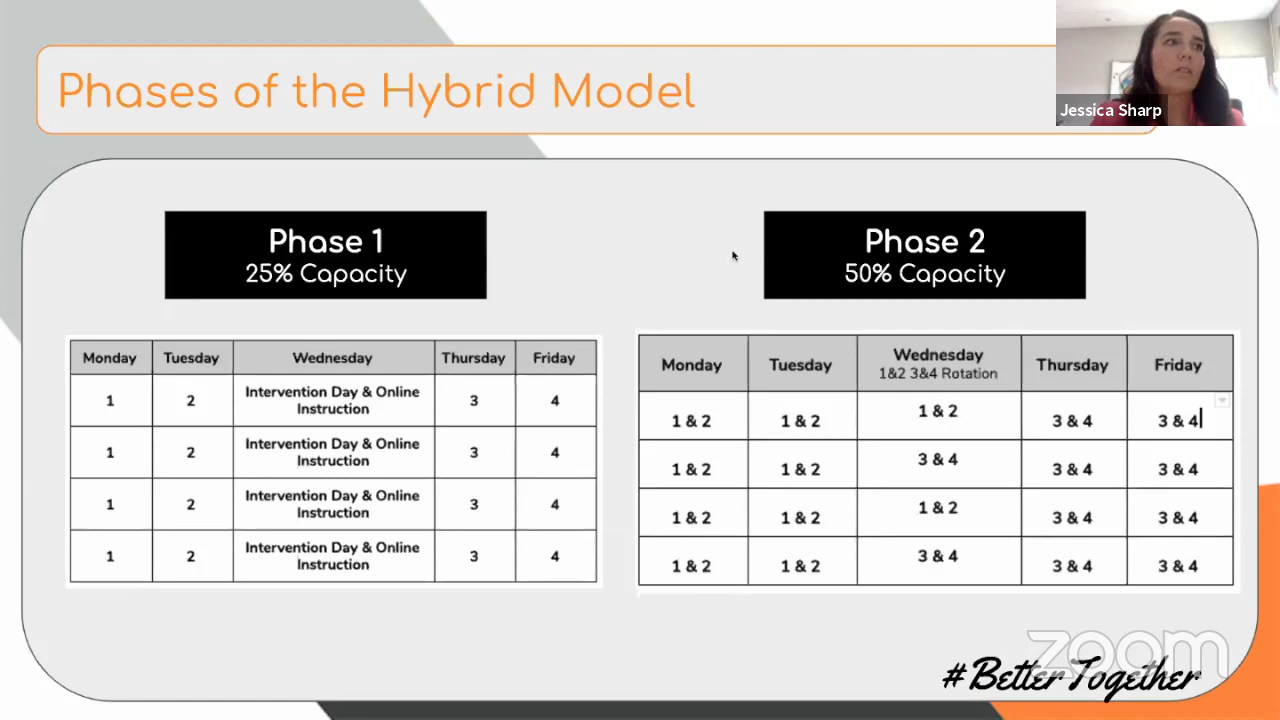 Phases of the Hybrid Model
Jessica Sharp
Phase 1
25% Capacity
Phase 2
50% Capacity
Monday Tuesday Wednesday Thursday Friday
1 2 Intervention Day & Online Instruction 3 4
1 2 Intervention Day & Online Instruction 3 4
1 2 Intervention Day & Online Instruction 3 4
1 2 Intervention Day & Online Instruction 3 4
Monday Tuesday Wednesday Thursday Friday
1&2 3&4 Rotation
1 & 2 1 & 2 1 & 2 3 & 4 3 & 4
1 & 2 1 & 2 3 & 4 3 & 4 3 & 4
1 & 2 1 & 2 1 & 2 3 & 4 3 & 4
1 & 2 1 & 2 3 & 4 3 & 4 3 & 4
zoom
#BetterTogether